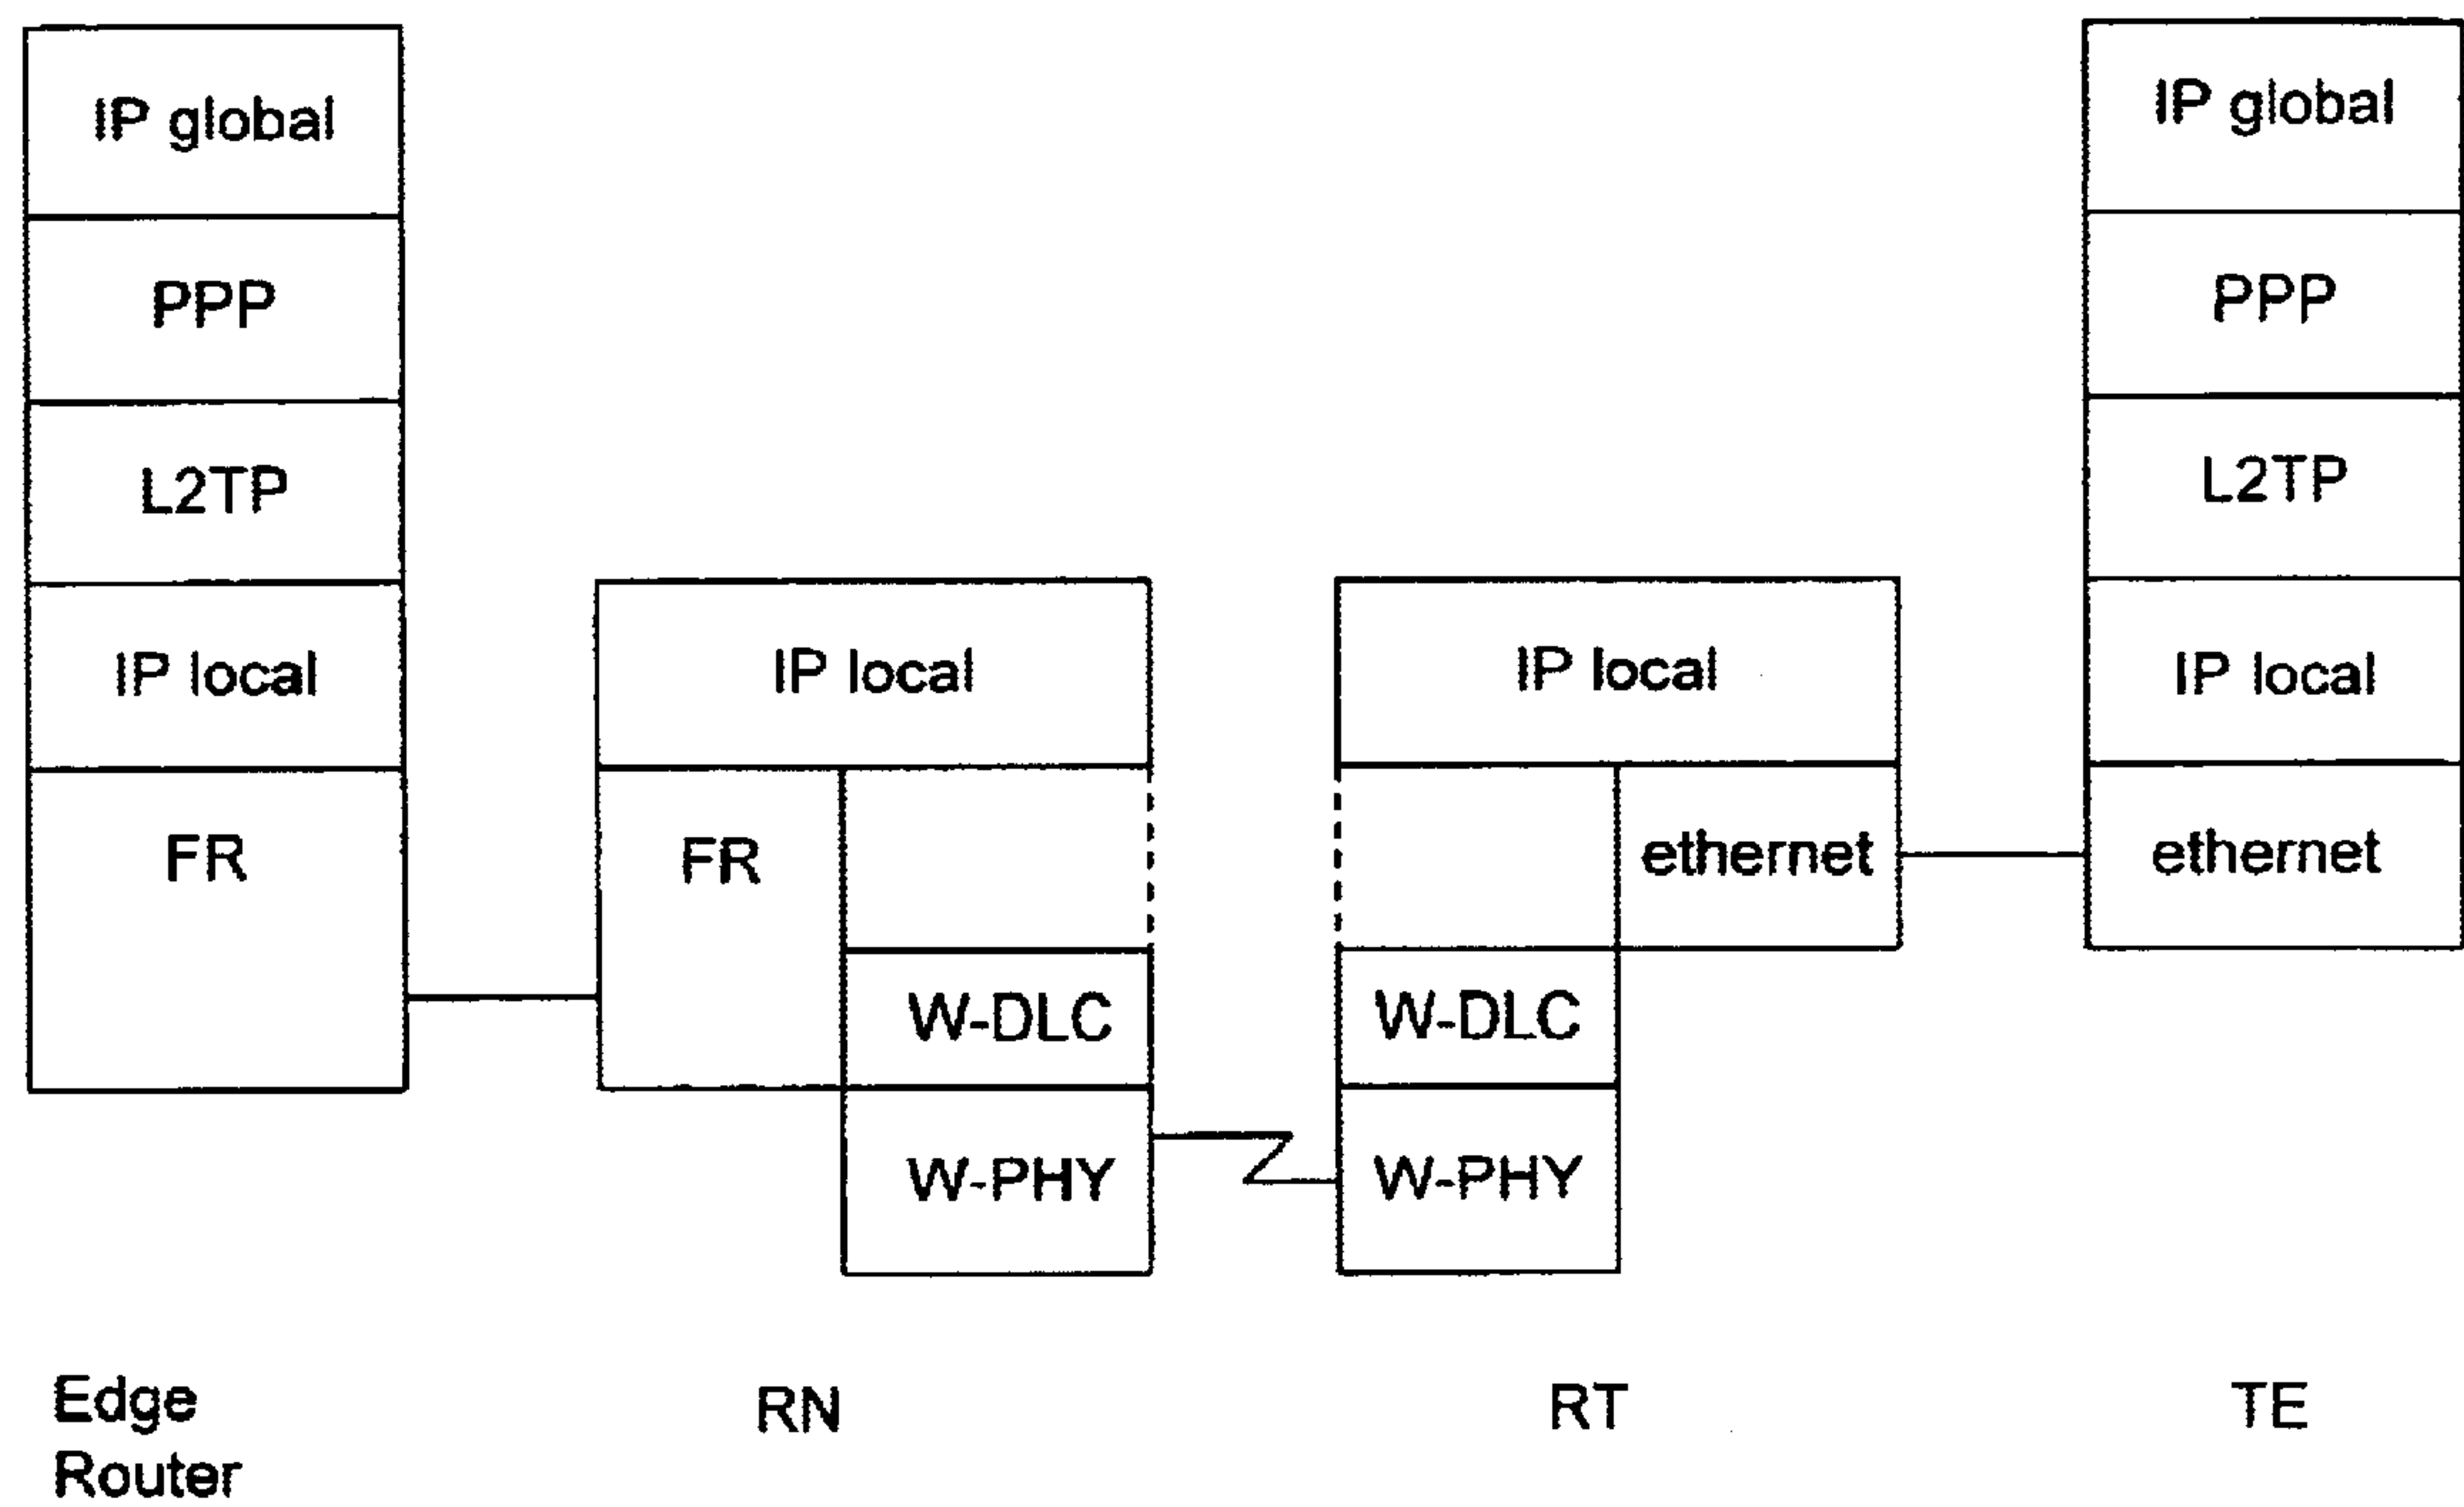 IP global
PPP
L2TP
IP local
FR
Edge
Router
IP local
FR
W-DLC
W-PHY
RN
IP local
ethernet
W-DLC
W-PHY
RT
IP global
PPP
L2TP
IP local
ethernet
TE